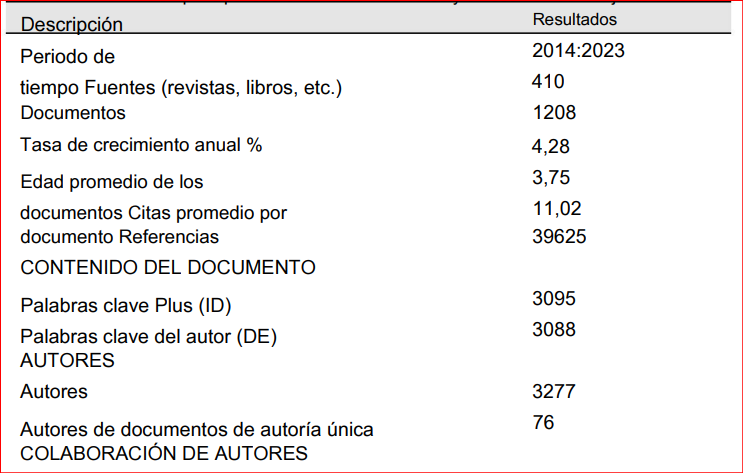 Descripción Resultados
Periodo de 2014:2023
tiempo Fuentes (revistas, libros, etc.) 410
Documentos 1208
Tasa de crecimiento anual % 4,28
Edad promedio de los 3,75
documentos Citas promedio por 11,02
documento Referencias 39625
CONTENIDO DEL DOCUMENTO
Palabras clave Plus (ID) 3095
Palabras clave del autor (DE) 3088
AUTORES
Autores 3277
Autores de documentos de autoría única 76
COLABORACIÓN DE AUTORES